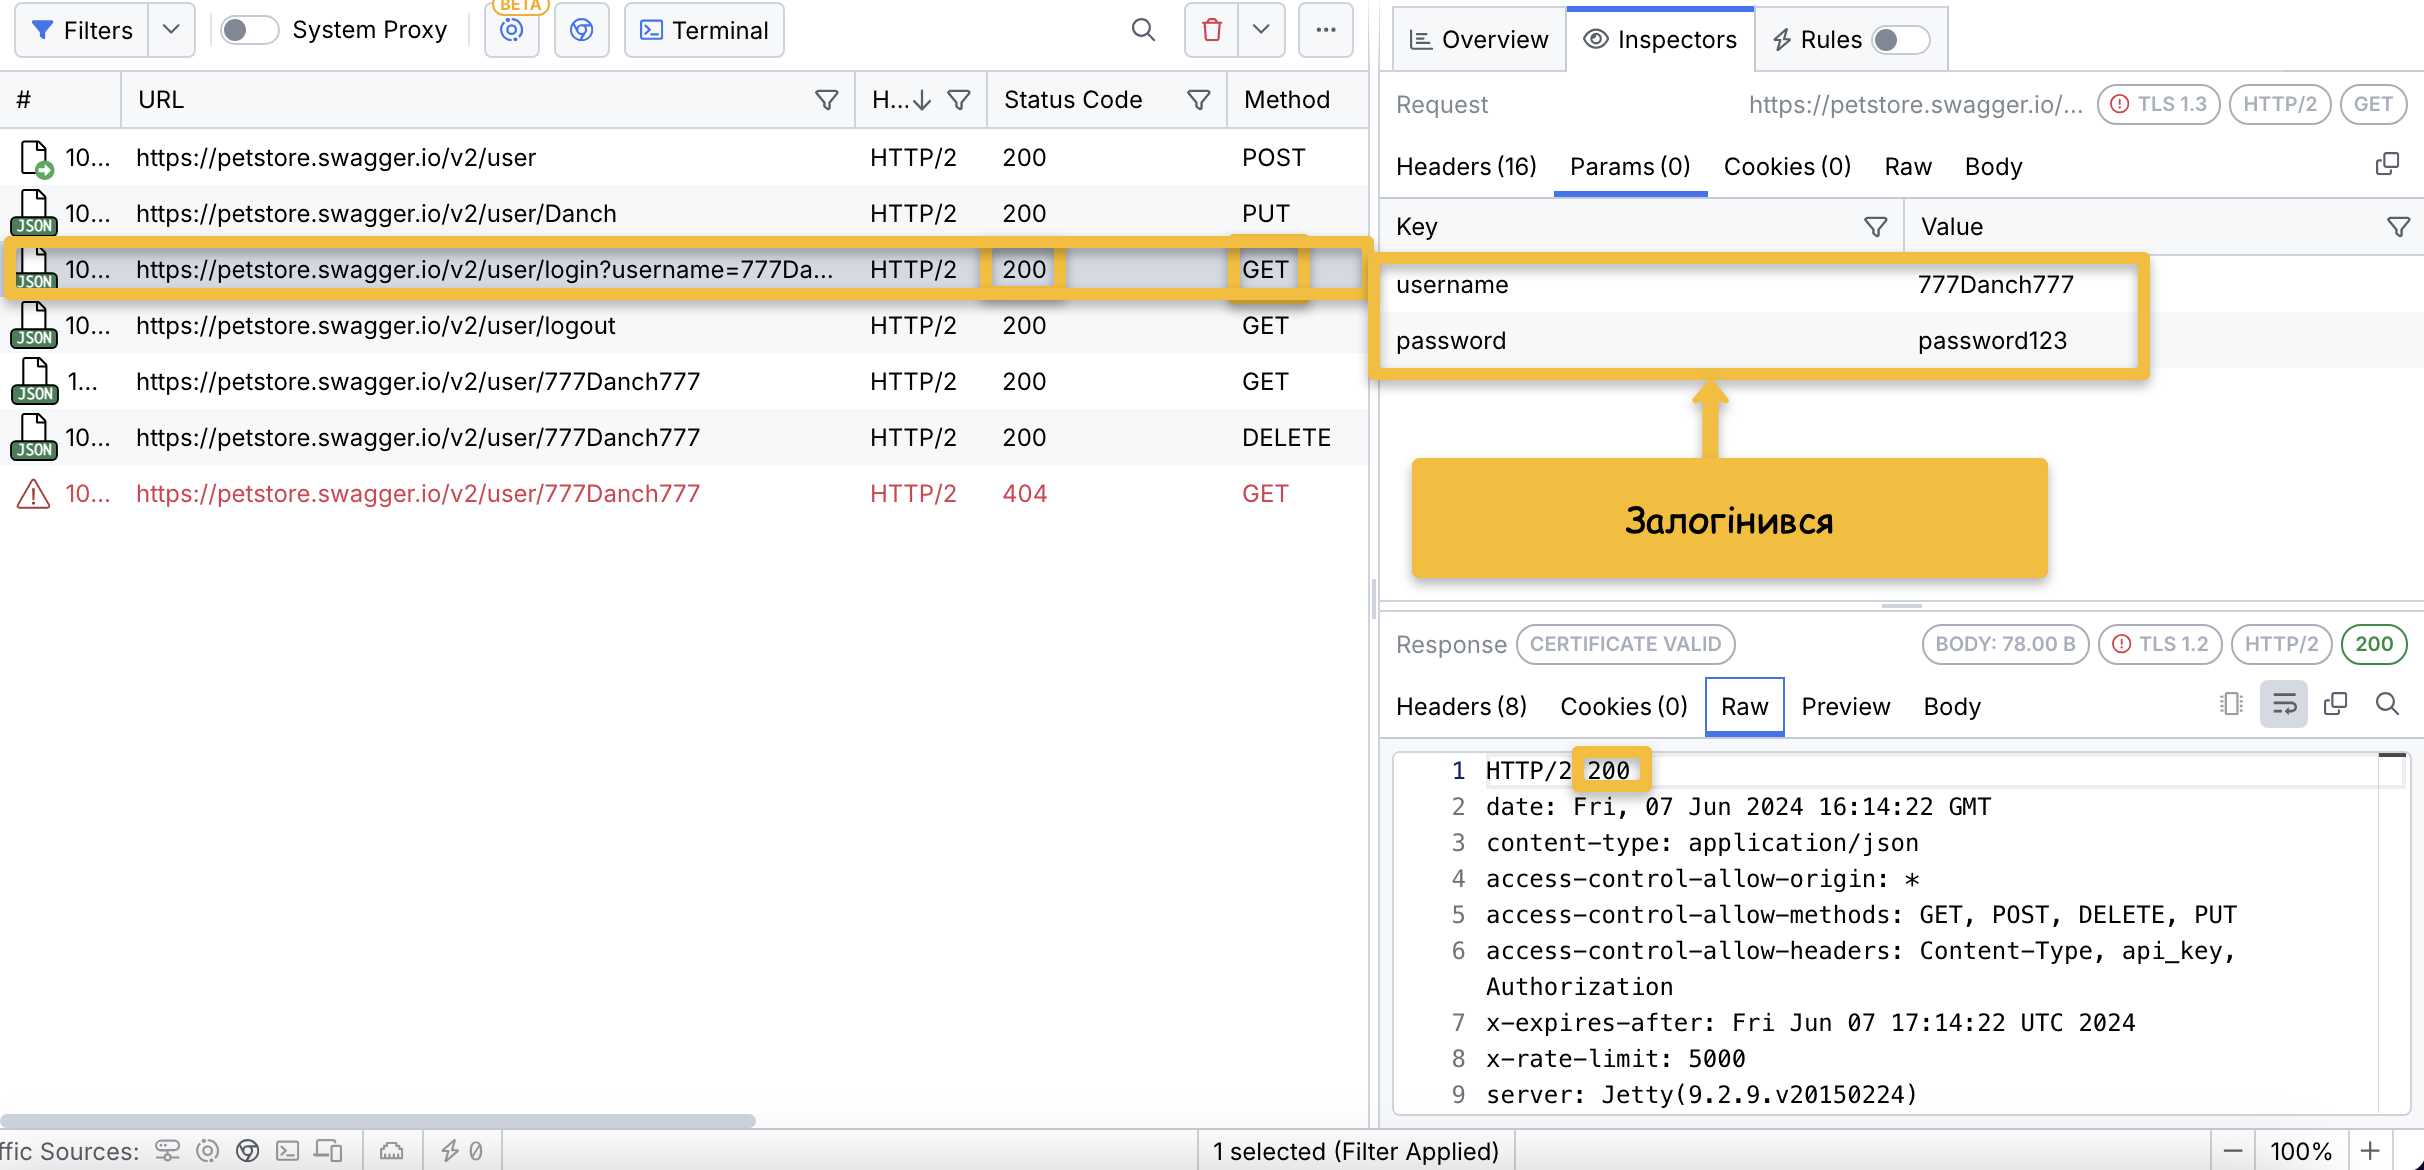 Filters
System Proxy
BETA
Terminal
Overview
Inspectors
Rules
# URL H... Status Code Method
10... https://petstore.swagger.io/v2/user HTTP/2 200 POST
JSON 10... https://petstore.swagger.io/v2/user/Danch HTTP/2 200 PUT
JSON 10... https://petstore.swagger.io/v2/user/login?username=777Da... HTTP/2 200 GET
JSON 10... https://petstore.swagger.io/v2/user/logout HTTP/2 200 GET
JSON 1... https://petstore.swagger.io/v2/user/777Danch777 HTTP/2 200 GET
JSON 10... https://petstore.swagger.io/v2/user/777Danch777 HTTP/2 200 DELETE
10... https://petstore.swagger.io/v2/user/777Danch777 HTTP/2 404 GET
Request https://petstore.swagger.io/... TLS 1.3 HTTP/2 GET
Headers (16) Params (0) Cookies (0) Raw Body
Key Value
username 777Danch777
password password123
Залогінився
Response CERTIFICATE VALID BODY: 78.00 B TLS 1.2 HTTP/2 200
Headers (8) Cookies (0) Raw Preview Body
1 HTTP/2 200
2 date: Fri, 07 Jun 2024 16:14:22 GMT
3 content-type: application/json
4 access-control-allow-origin: *
5 access-control-allow-methods: GET, POST, DELETE, PUT
6 access-control-allow-headers: Content-Type, api_key,
Authorization
7 x-expires-after: Fri Jun 07 17:14:22 UTC 2024
8 x-rate-limit: 5000
9 server: Jetty(9.2.9.v20150224)
ffic Sources: 0 1 selected (Filter Applied) 100%